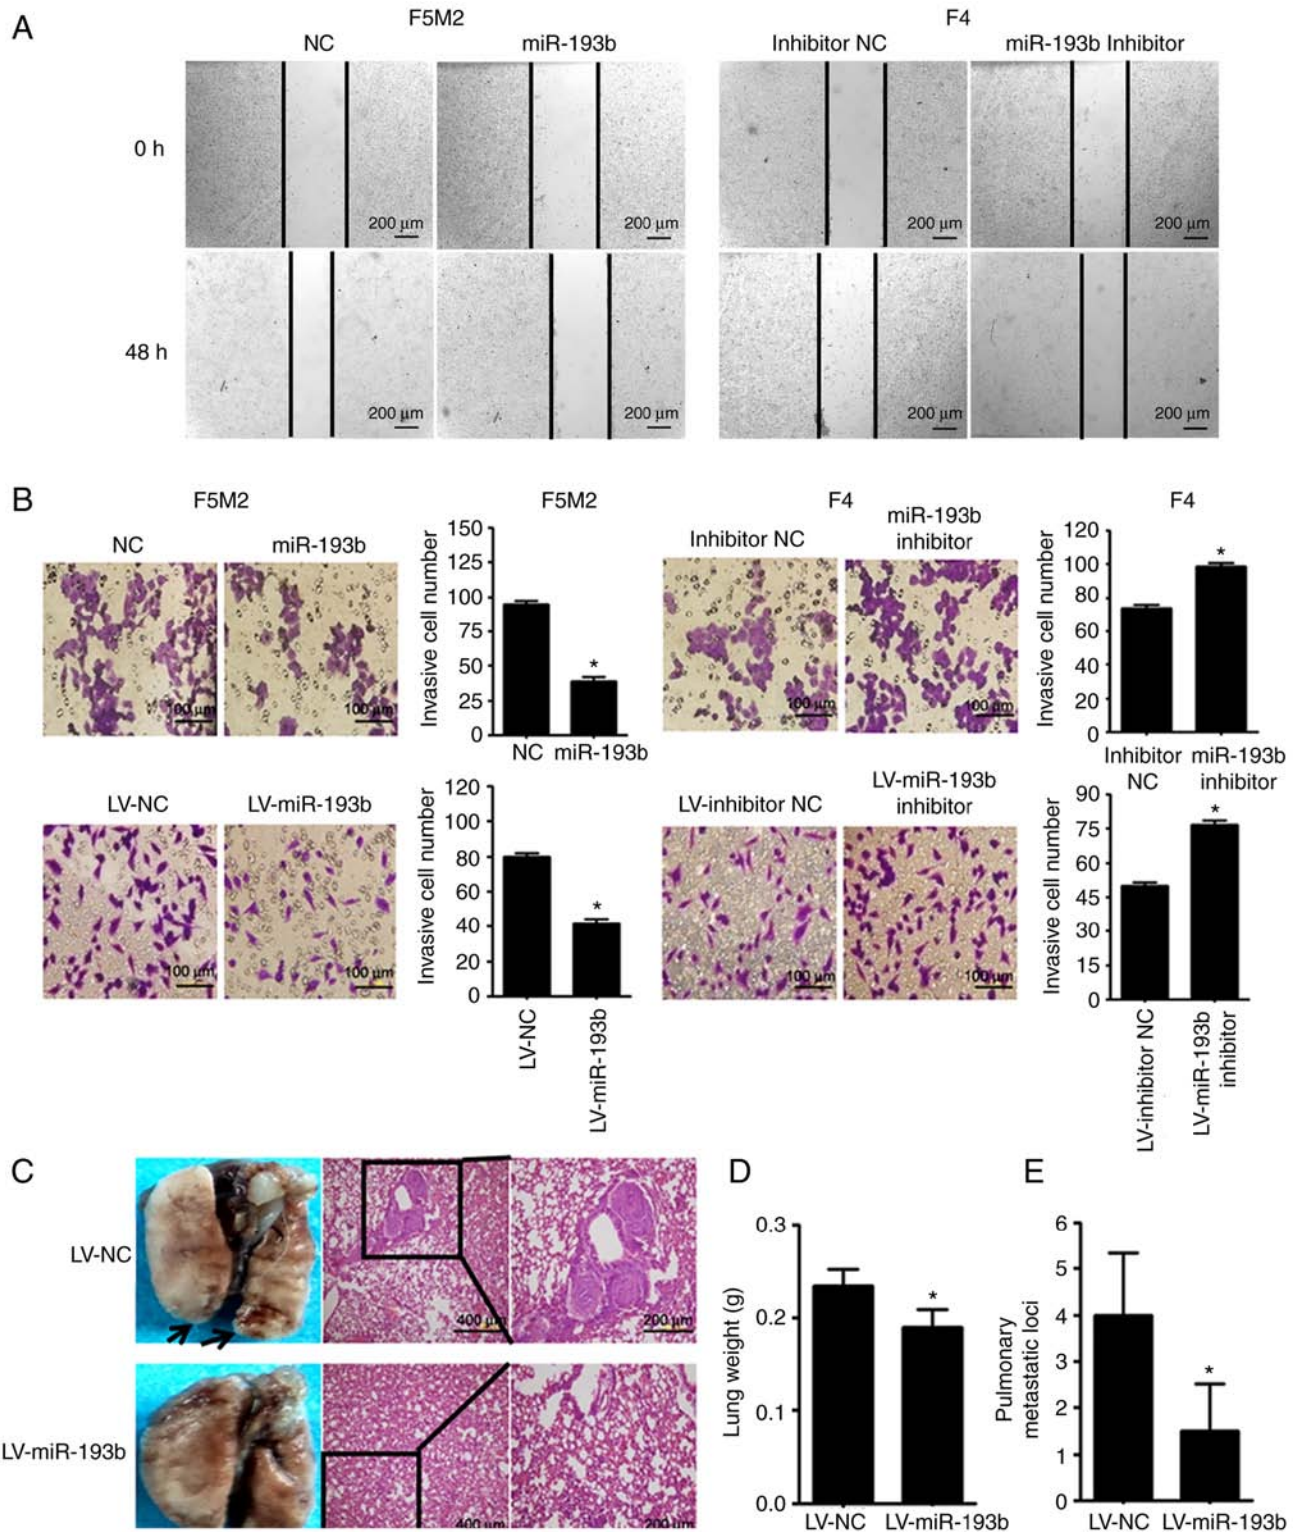 A
F5M2
F4
NC
miR-193b
Inhibitor NC
miR-193b Inhibitor
0 h
200 µm
200 µm
200 µm
200 µm
48 h
200 µm
200 µm
200 µm
200 µm
B
F5M2
F5M2
F4
F4
NC
miR-193b
Inhibitor NC
miR-193b
inhibitor
100 µm
100 µm
Invasive cell number
150
125
100
75
50
25
0
*
NC
miR-193b
100 µm
100 µm
Invasive cell number
120
100
80
60
40
20
0
*
Inhibitor
NC
miR-193b
inhibitor
LV-NC
LV-miR-193b
LV-inhibitor NC
LV-miR-193b
inhibitor
100 µm
100 µm
Invasive cell number
120
100
80
60
40
20
0
*
LV-NC
LV-miR-193b
100 µm
100 µm
Invasive cell number
90
75
60
45
30
15
0
*
LV-inhibitor NC
LV-miR-193b
inhibitor
C
LV-NC
400 µm
200 µm
LV-miR-193b
400 µm
200 µm
D
Lung weight (g)
0.3
0.2
0.1
0.0
*
LV-NC
LV-miR-193b
E
Pulmonary
metastatic loci
6
5
4
3
2
1
0
*
LV-NC
LV-miR-193b